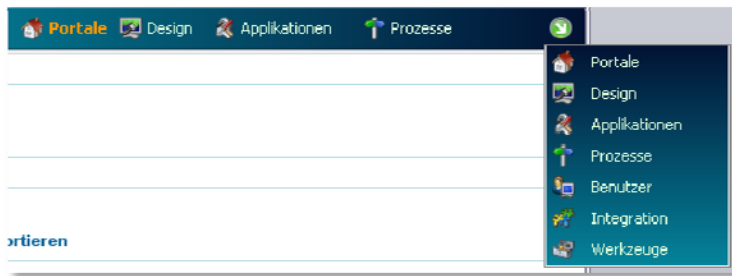 Portale Design Applikationen Prozesse
Portale
Design
Applikationen
Prozesse
Benutzer
Integration
ortieren
Werkzeuge